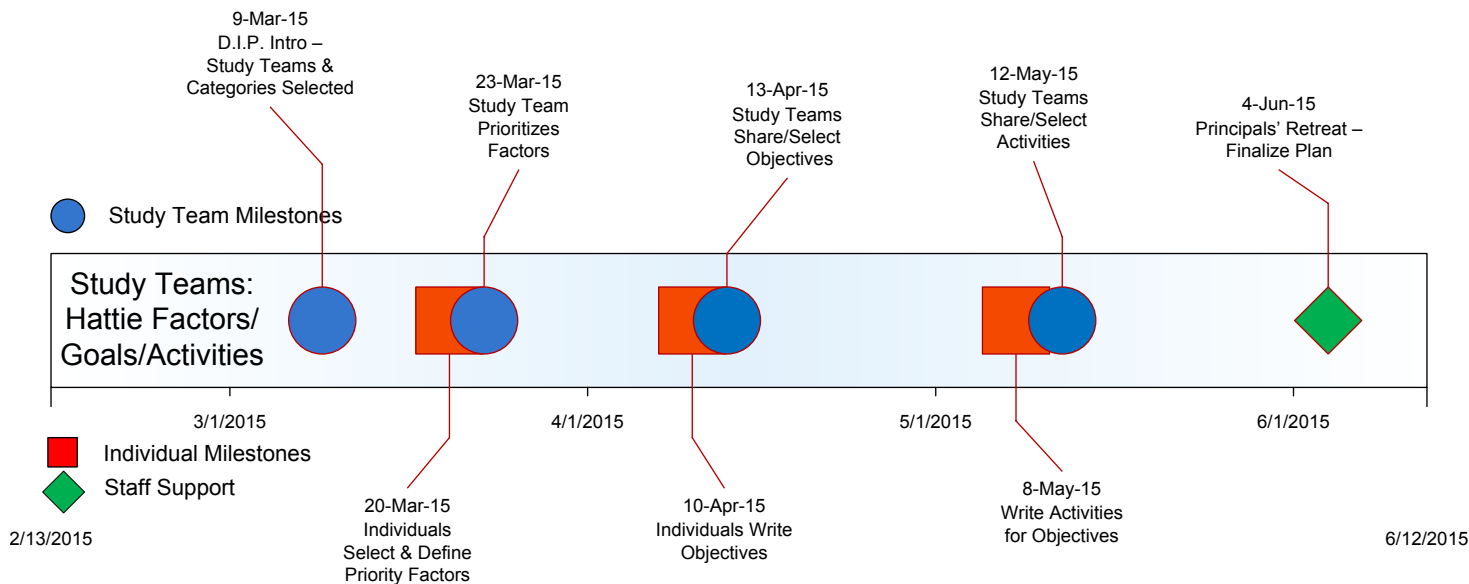 9-Mar-15
D.I.P. Intro –
Study Teams &
Categories Selected
23-Mar-15
Study Team
Prioritizes
Factors
13-Apr-15
Study Teams
Share/Select
Objectives
12-May-15
Study Teams
Share/Select
Activities
4-Jun-15
Principals' Retreat –
Finalize Plan
Study Team Milestones
Study Teams:
Hattie Factors/
Goals/Activities
3/1/2015
4/1/2015
5/1/2015
6/1/2015
Individual Milestones
Staff Support
20-Mar-15
Individuals
Select & Define
Priority Factors
10-Apr-15
Individuals Write
Objectives
8-May-15
Write Activities
for Objectives
2/13/2015
6/12/2015